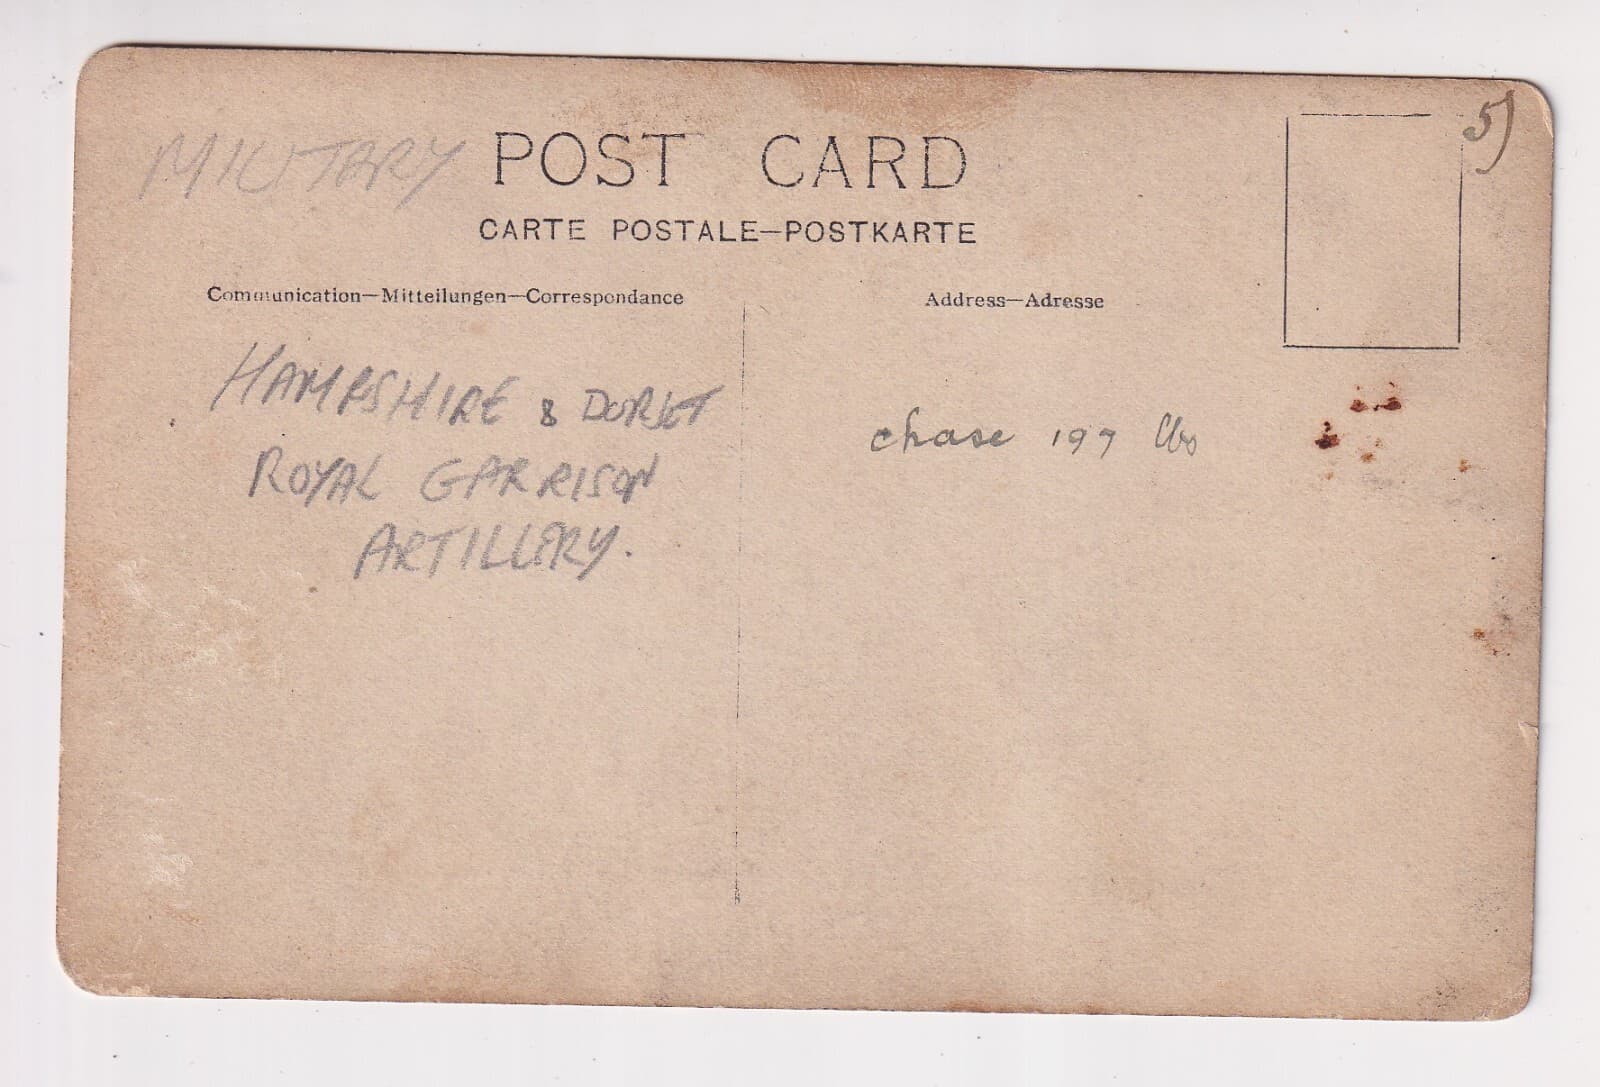 MILITARY
POST CARD
5)
CARTE POSTALE—POSTKARTE
Communication—Mitteilungen—Correspondance
Address—Adresse
HAMPSHIRE & DORSET
ROYAL GARRISON
ARTILLERY.
chase 197